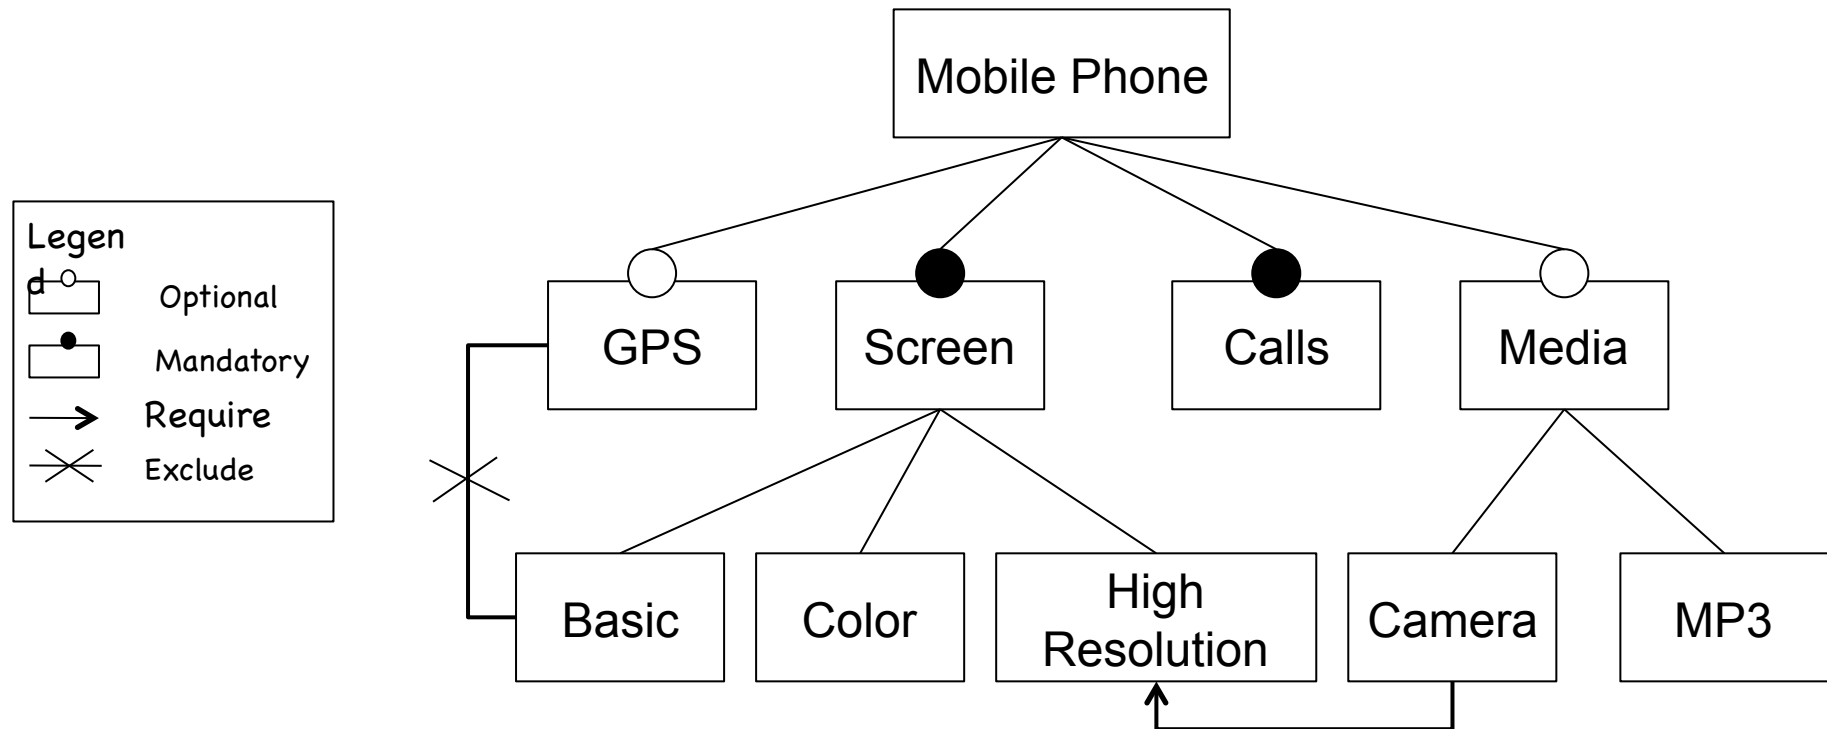 Mobile Phone
Legen
d
Optional
Mandatory
Require
Exclude
GPS
Screen
Calls
Media
Basic
Color
High
Resolution
Camera
MP3